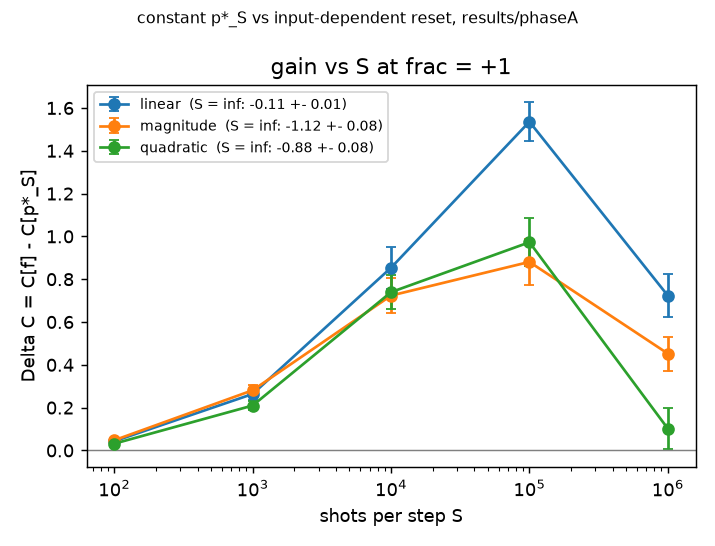 constant p*_S vs input-dependent reset, results/phaseA
gain vs S at frac = +1
linear  (S = inf: -0.11 +- 0.01)
magnitude  (S = inf: -1.12 +- 0.08)
quadratic  (S = inf: -0.88 +- 0.08)
Delta C = C[f] - C[p*_S]
1.6
1.4
1.2
1.0
0.8
0.6
0.4
0.2
0.0
10² 10³ 10⁴ 10⁵ 10⁶
shots per step S